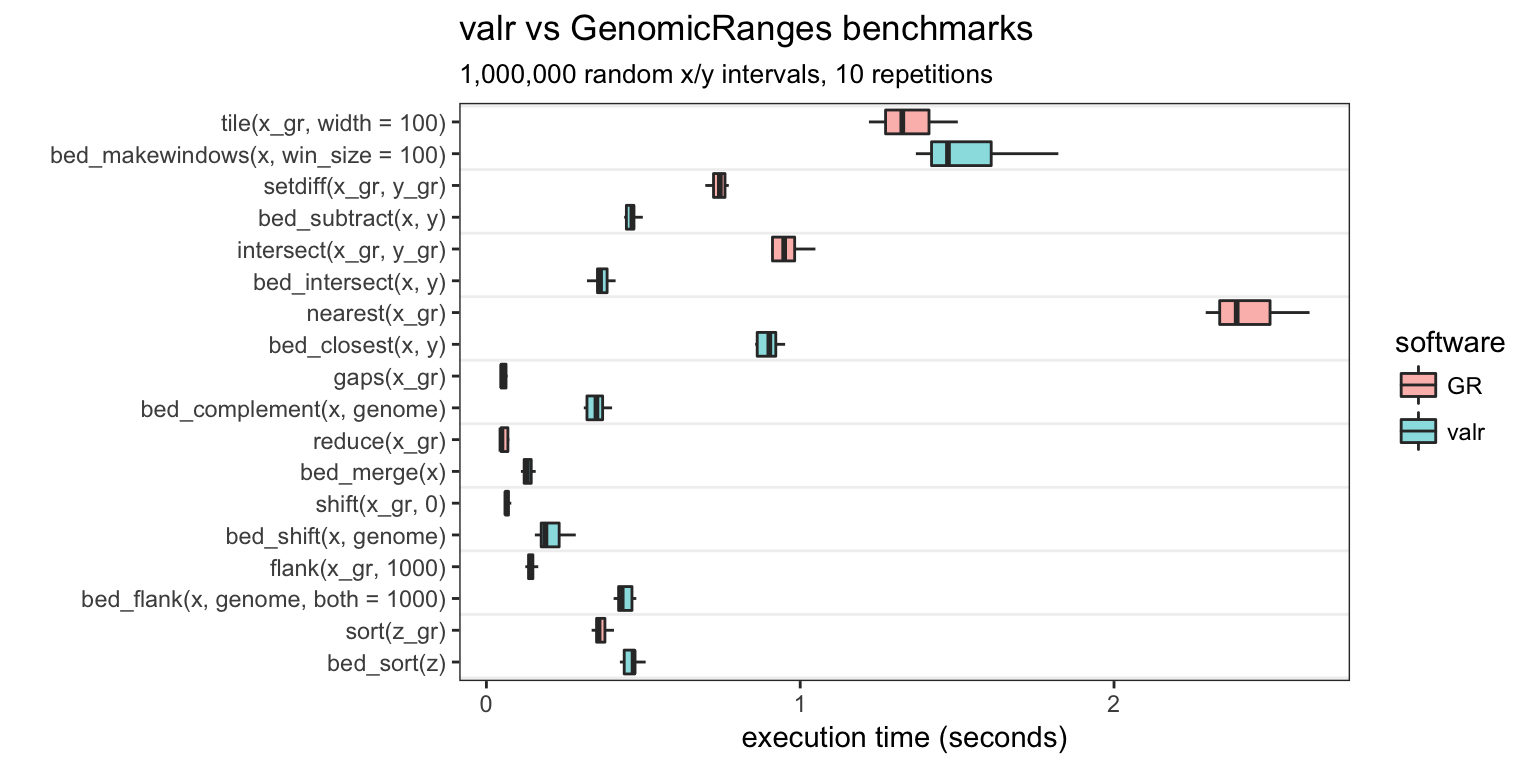 valr vs GenomicRanges benchmarks
1,000,000 random x/y intervals, 10 repetitions
tile(x_gr, width = 100)
bed_makewindows(x, win_size = 100)
setdiff(x_gr, y_gr)
bed_subtract(x, y)
intersect(x_gr, y_gr)
bed_intersect(x, y)
nearest(x_gr)
bed_closest(x, y)
gaps(x_gr)
bed_complement(x, genome)
reduce(x_gr)
bed_merge(x)
shift(x_gr, 0)
bed_shift(x, genome)
flank(x_gr, 1000)
bed_flank(x, genome, both = 1000)
sort(z_gr)
bed_sort(z)
0 1 2
execution time (seconds)
software
GR
valr